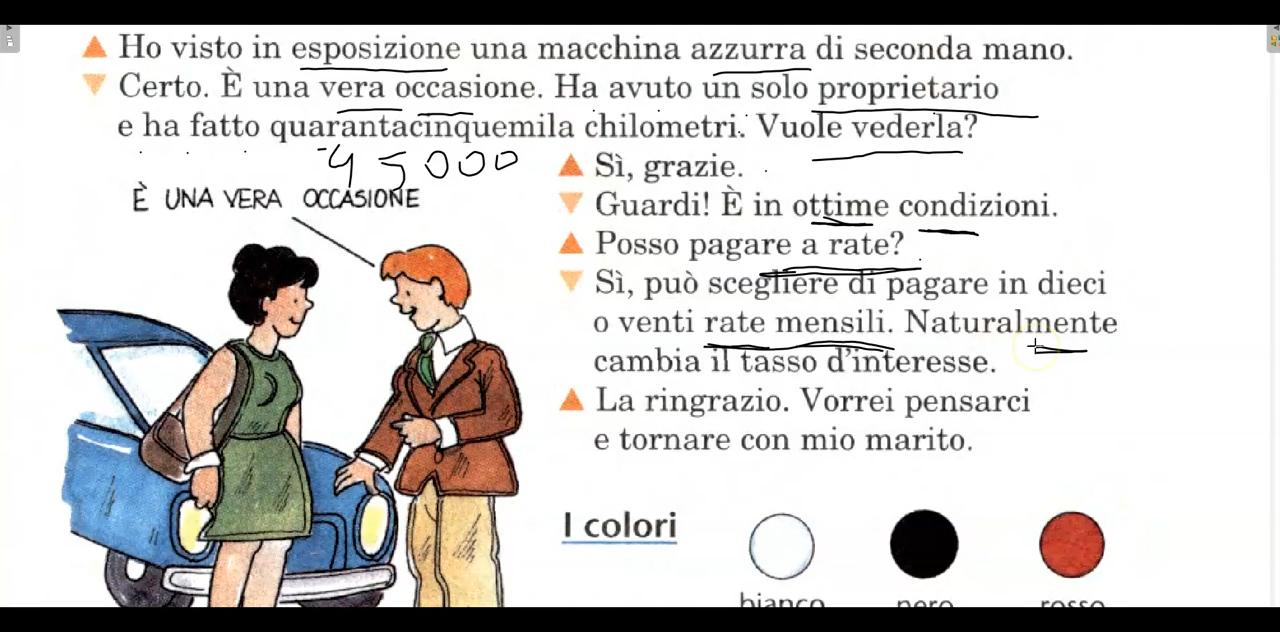 Ho visto in esposizione una macchina azzurra di seconda mano.
Certo. È una vera occasione. Ha avuto un solo proprietario
e ha fatto quarantacinquemila chilometri. Vuole vederla?
45000
Sì, grazie.
È UNA VERA OCCASIONE
Guardi! È in ottime condizioni.
Posso pagare a rate?
Sì, può scegliere di pagare in dieci
o venti rate mensili. Naturalmente
cambia il tasso d'interesse.
La ringrazio. Vorrei pensarci
e tornare con mio marito.
I colori
bianco nero rosso